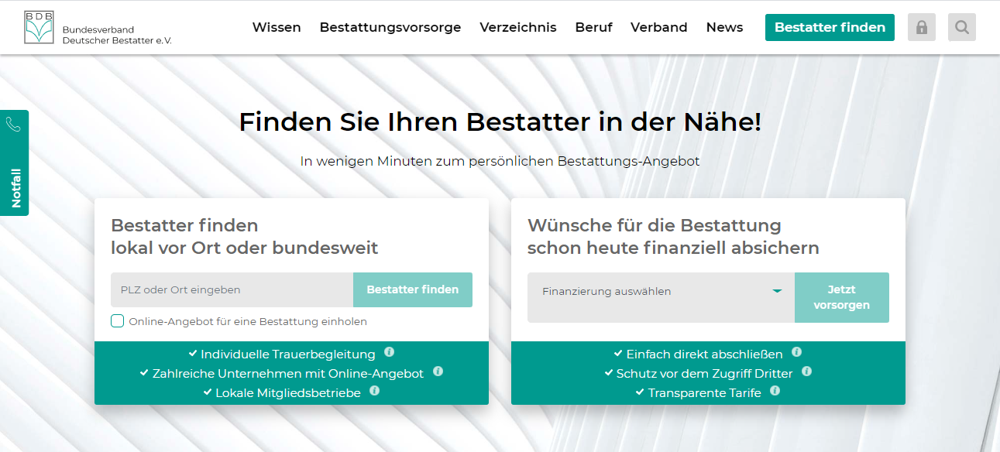 BDB
Bundesverband
Deutscher Bestatter e.V.
Wissen Bestattungsvorsorge Verzeichnis Beruf Verband News Bestatter finden
Notfall
Finden Sie Ihren Bestatter in der Nähe!
In wenigen Minuten zum persönlichen Bestattungs-Angebot
Bestatter finden
lokal vor Ort oder bundesweit
PLZ oder Ort eingeben
Bestatter finden
Online-Angebot für eine Bestattung einholen
Individuelle Trauerbegleitung
Zahlreiche Unternehmen mit Online-Angebot
Lokale Mitgliedsbetriebe
Wünsche für die Bestattung
schon heute finanziell absichern
Finanzierung auswählen
Jetzt
vorsorgen
Einfach direkt abschließen
Schutz vor dem Zugriff Dritter
Transparente Tarife